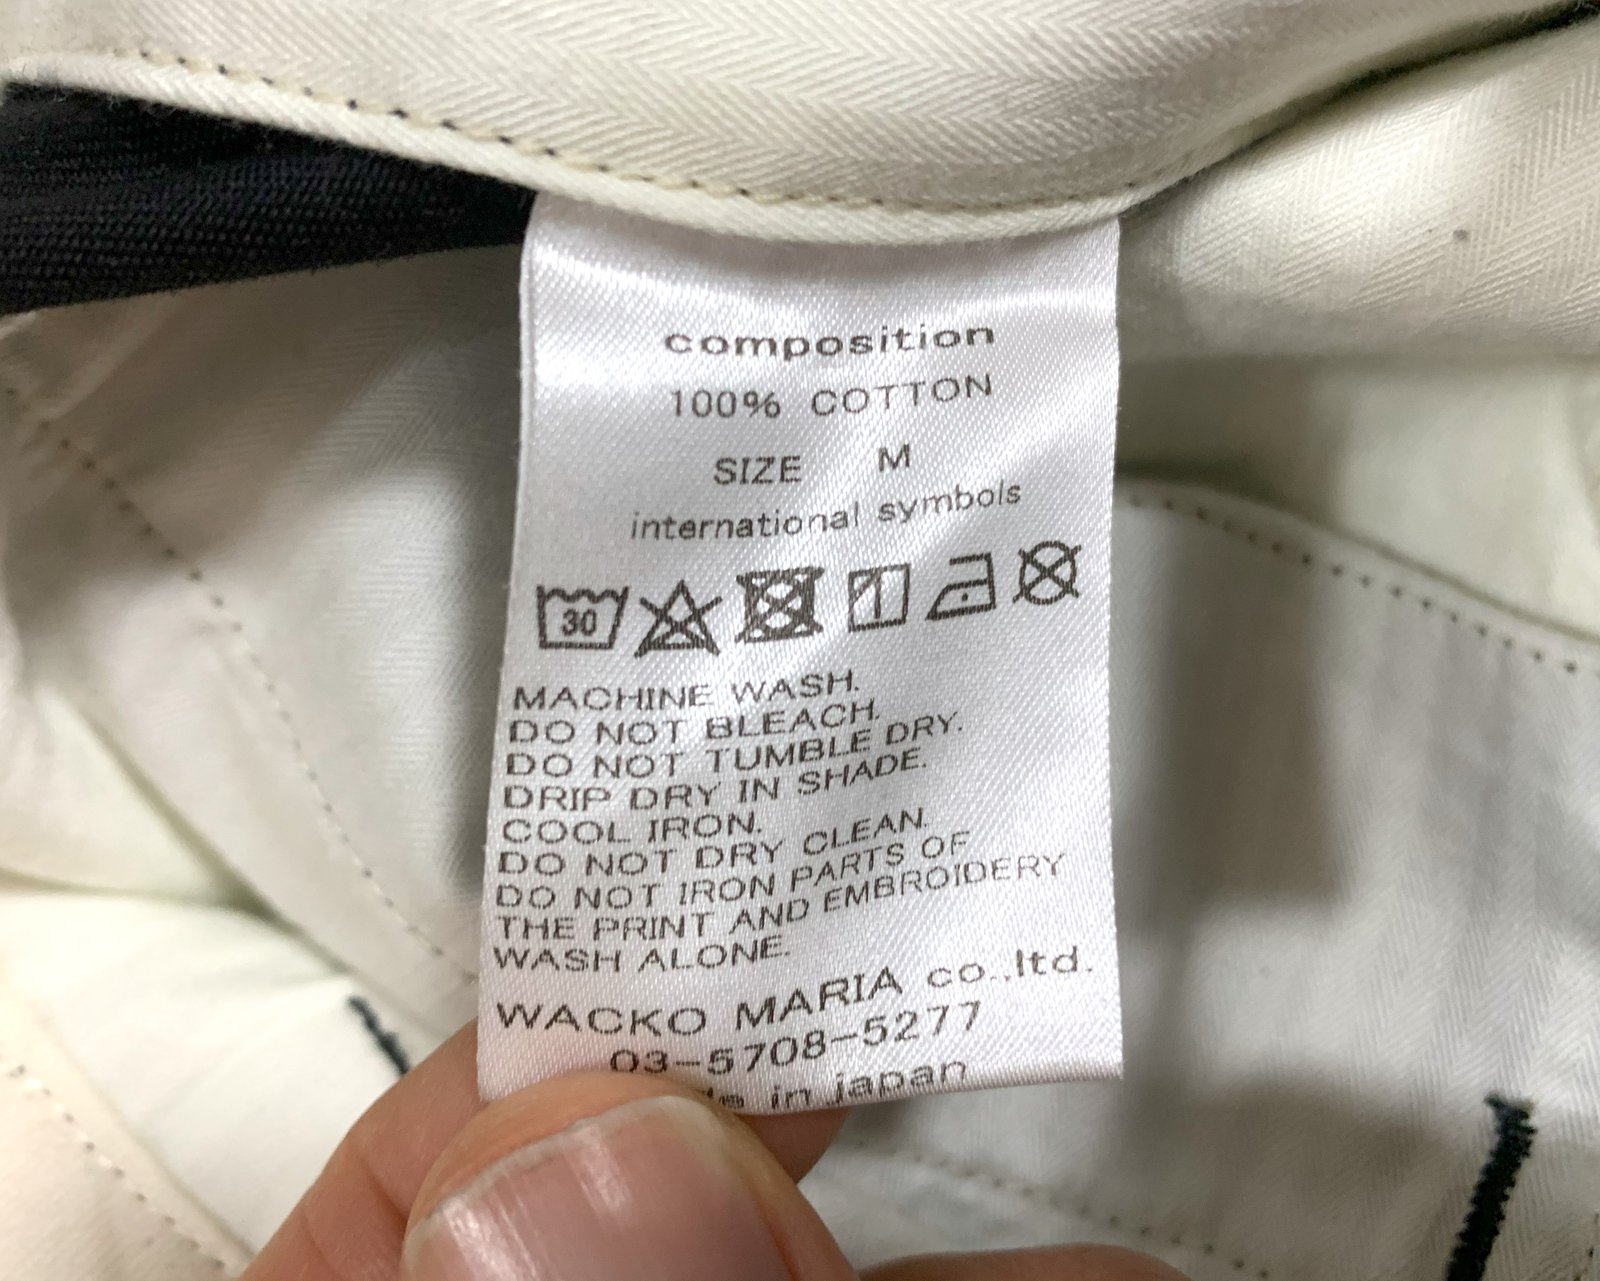 composition
100% COTTON
SIZE M
international symbols
30
MACHINE WASH.
DO NOT BLEACH.
DO NOT TUMBLE DRY.
DRIP DRY IN SHADE.
COOL IRON.
DO NOT DRY CLEAN.
DO NOT IRON PARTS OF
THE PRINT AND EMBROIDERY
WASH ALONE.
WACKO MARIA co.,ltd.
03-5708-5277
in japan